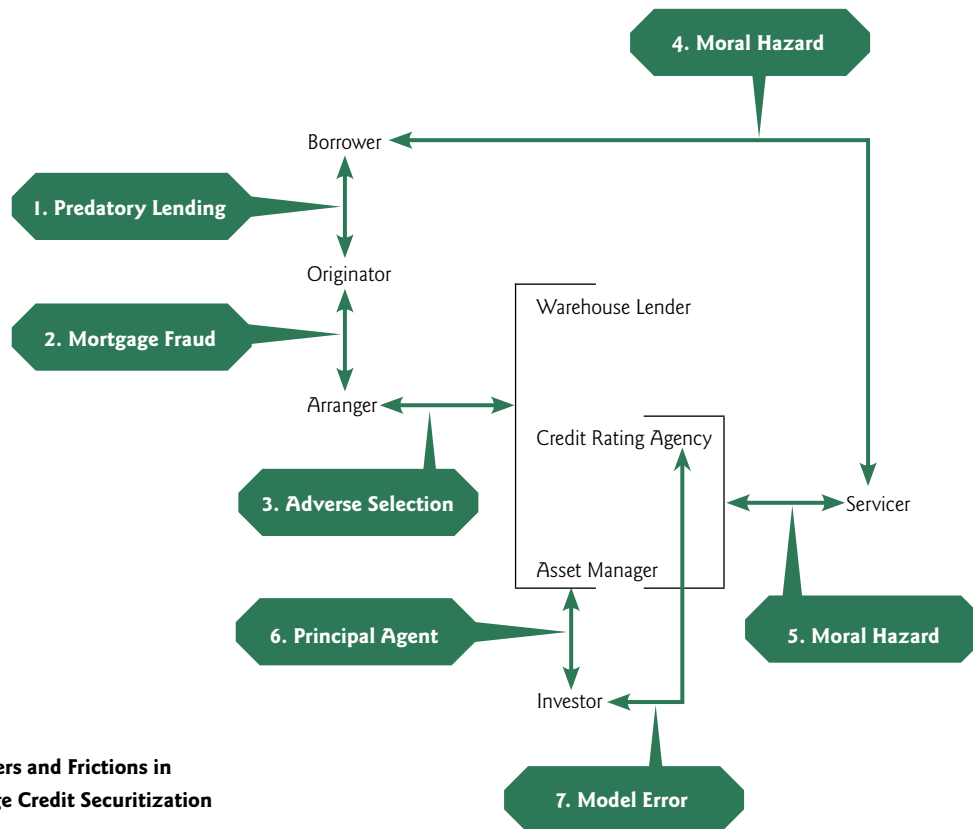 4. Moral Hazard
Borrower
1. Predatory Lending
Originator
Warehouse Lender
2. Mortgage Fraud
Arranger
Credit Rating Agency
3. Adverse Selection
Servicer
Asset Manager
6. Principal Agent
5. Moral Hazard
Investor
ers and Frictions in
ge Credit Securitization
7. Model Error